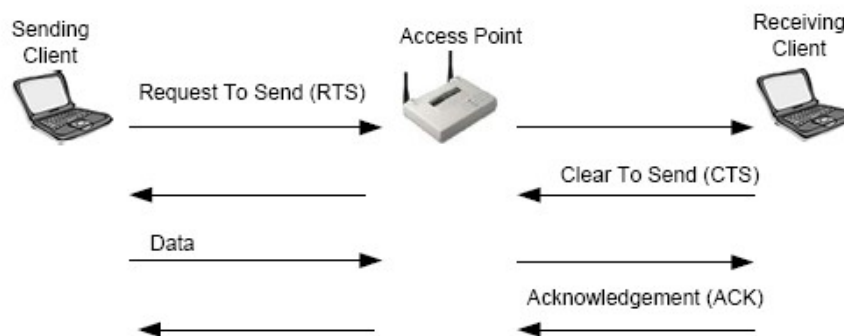 Sending
Client
Access Point
Receiving
Client
Request To Send (RTS)
Clear To Send (CTS)
Data
Acknowledgement (ACK)